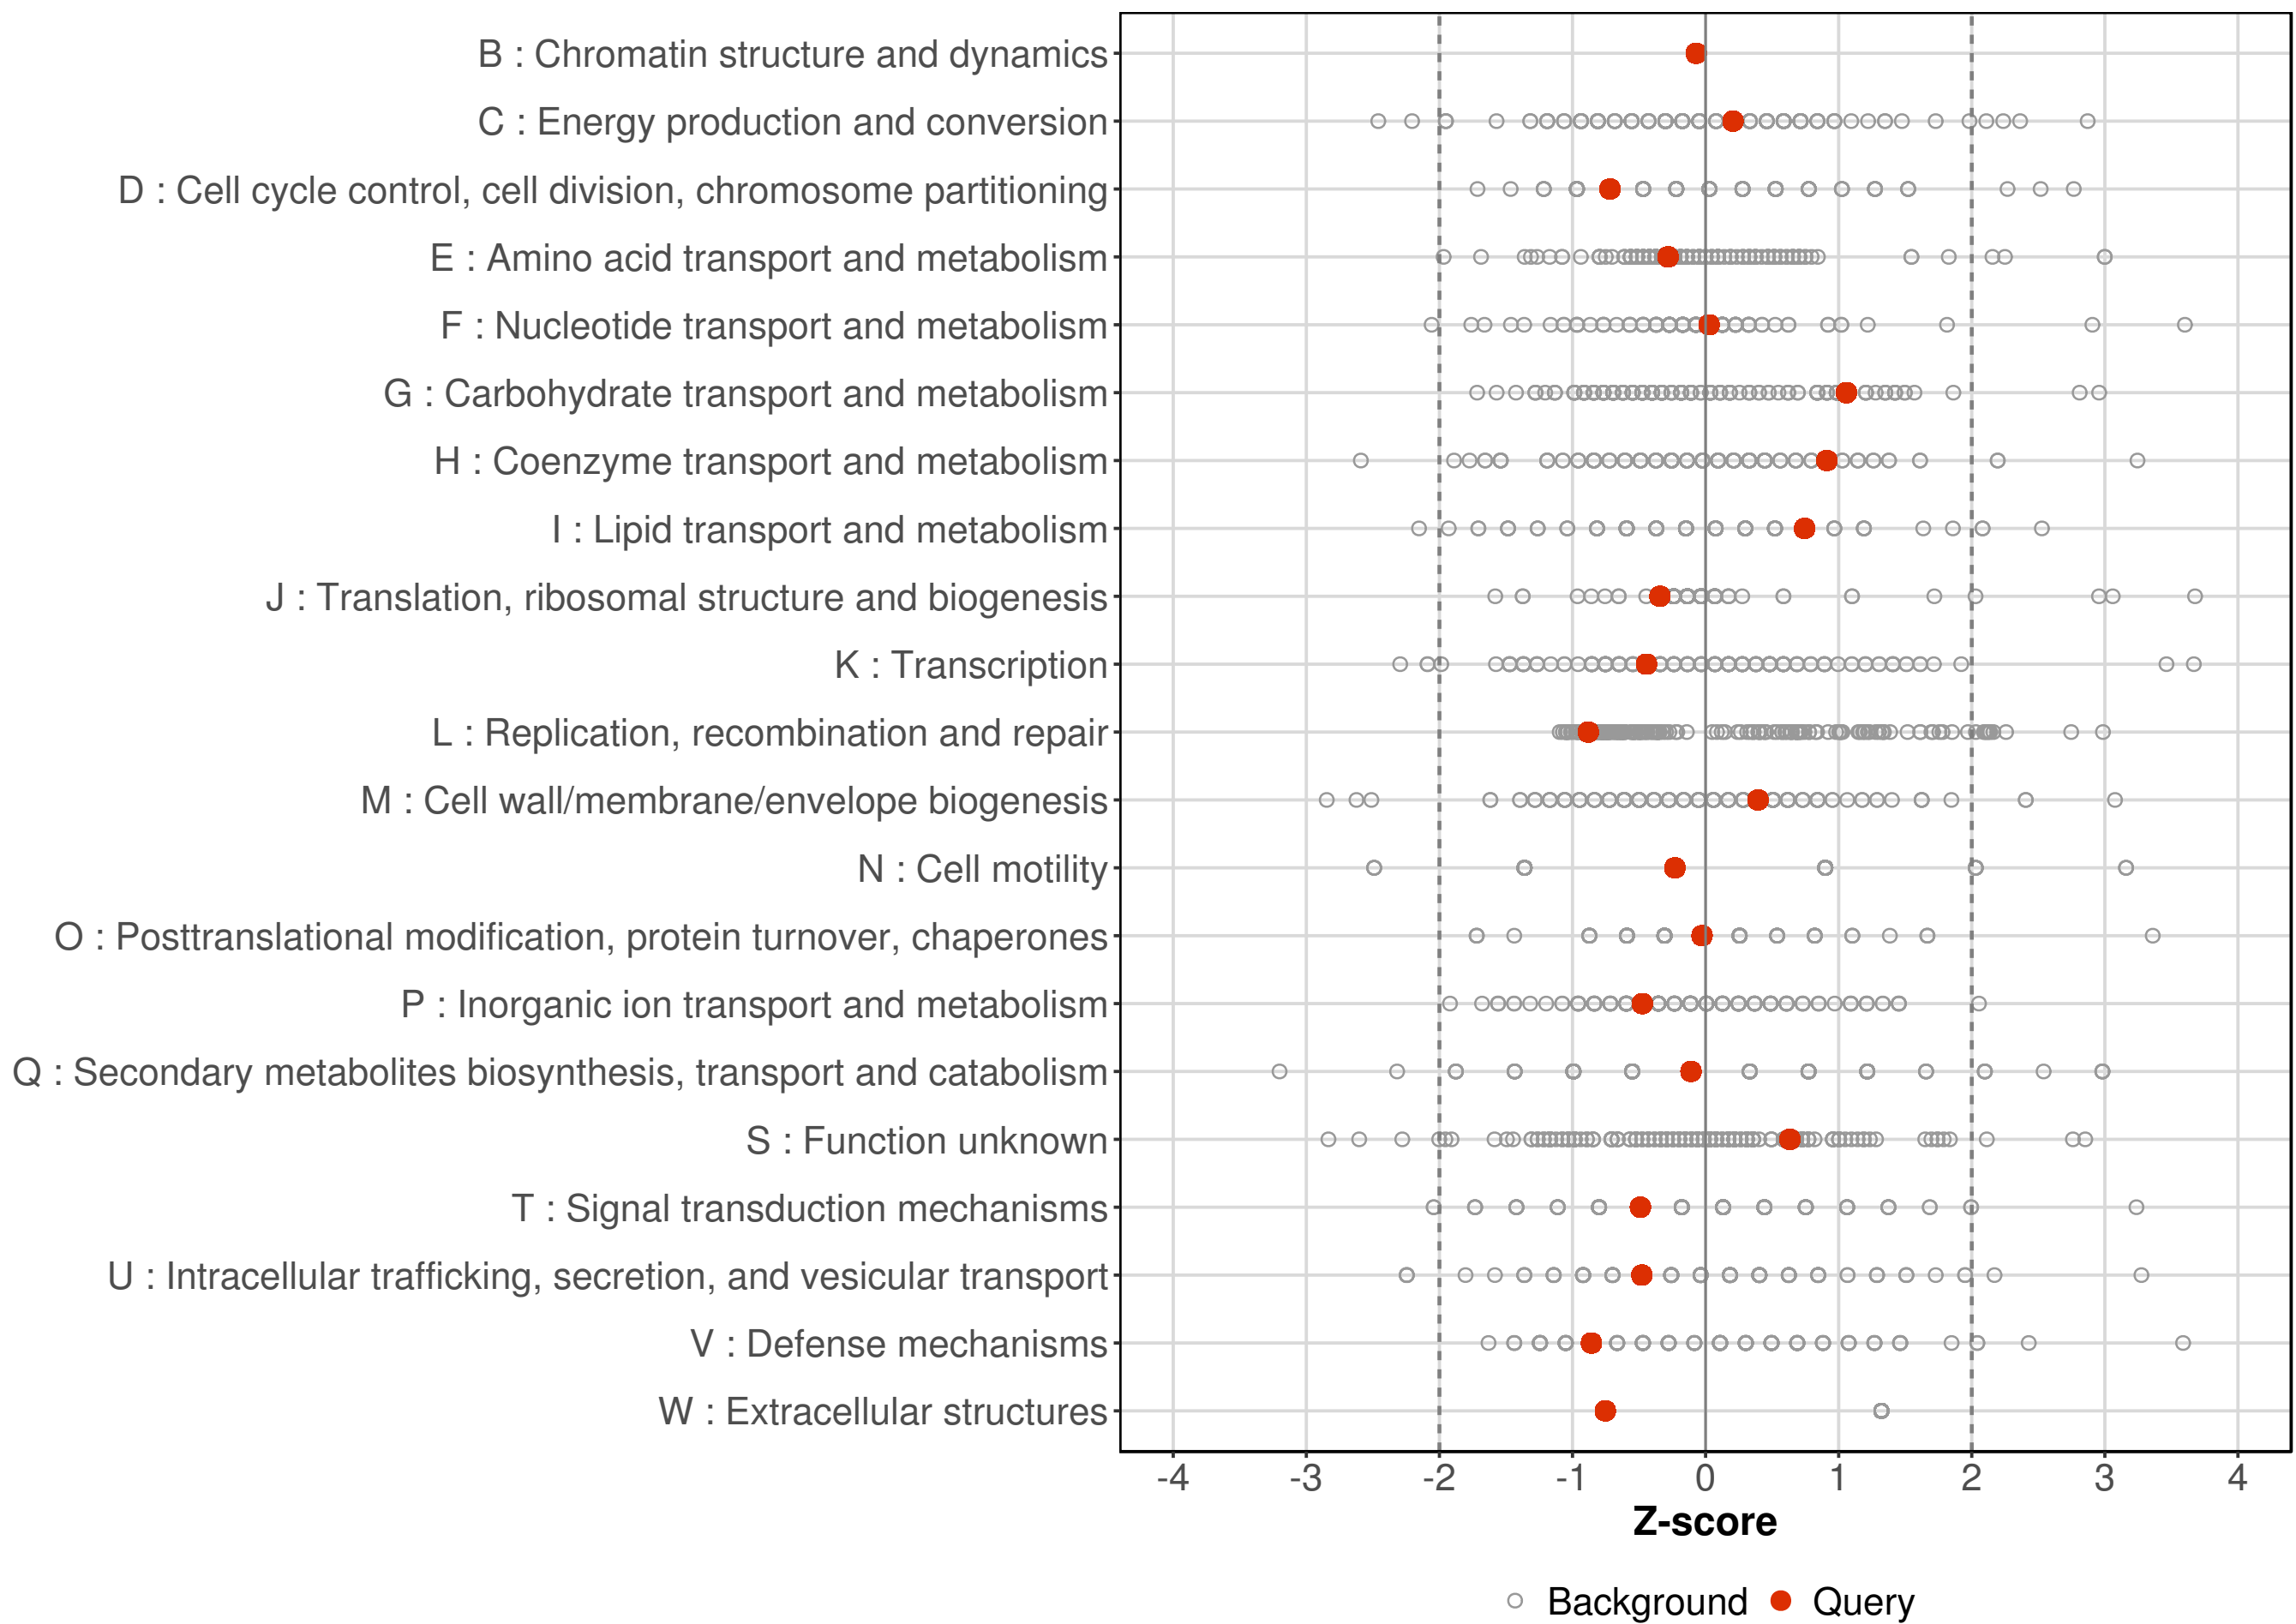 B : Chromatin structure and dynamics
C : Energy production and conversion
D : Cell cycle control, cell division, chromosome partitioning
E : Amino acid transport and metabolism
F : Nucleotide transport and metabolism
G : Carbohydrate transport and metabolism
H : Coenzyme transport and metabolism
I : Lipid transport and metabolism
J : Translation, ribosomal structure and biogenesis
K : Transcription
L : Replication, recombination and repair
M : Cell wall/membrane/envelope biogenesis
N : Cell motility
O : Posttranslational modification, protein turnover, chaperones
P : Inorganic ion transport and metabolism
Q : Secondary metabolites biosynthesis, transport and catabolism
S : Function unknown
T : Signal transduction mechanisms
U : Intracellular trafficking, secretion, and vesicular transport
V : Defense mechanisms
W : Extracellular structures
-4 -3 -2 -1 0 1 2 3 4
Z-score
Background Query